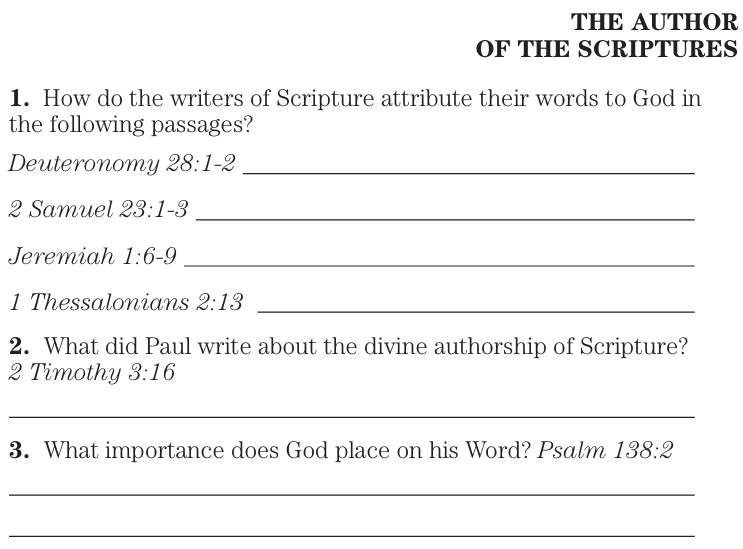 THE AUTHOR
OF THE SCRIPTURES
1. How do the writers of Scripture attribute their words to God in
the following passages?
Deuteronomy 28:1-2
2 Samuel 23:1-3
Jeremiah 1:6-9
1 Thessalonians 2:13
2. What did Paul write about the divine authorship of Scripture?
2 Timothy 3:16
3. What importance does God place on his Word? Psalm 138:2